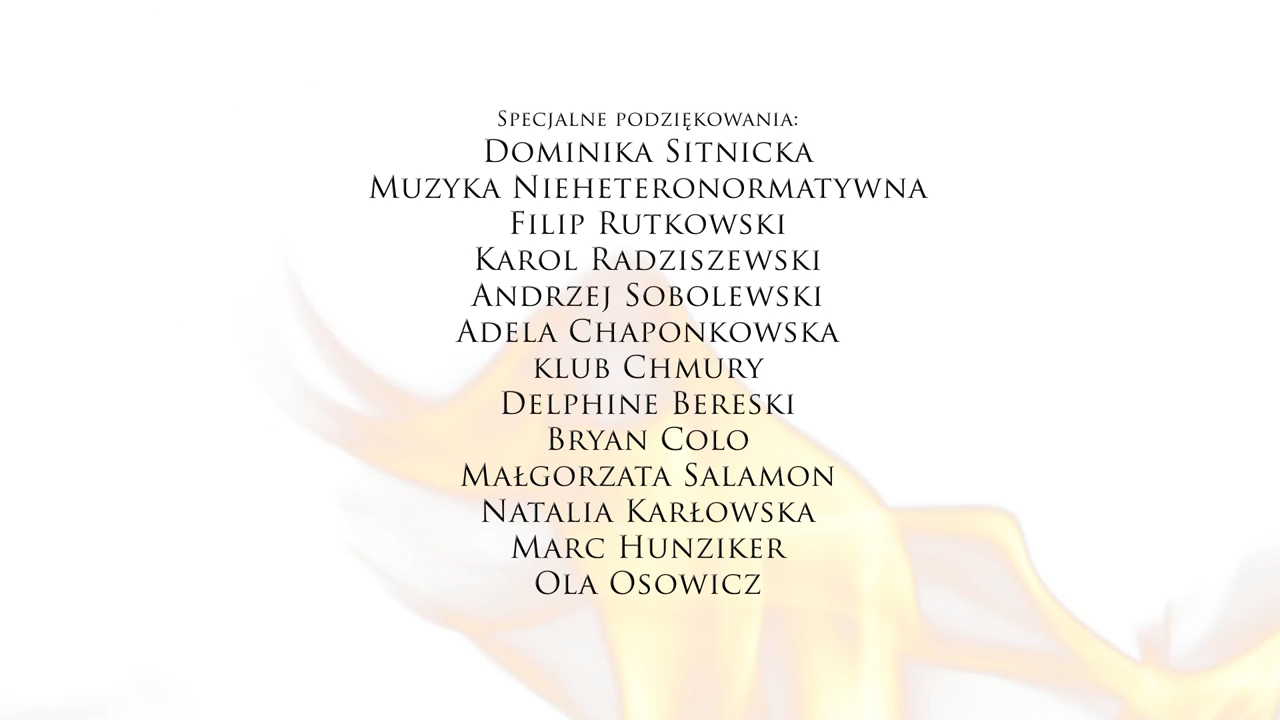 Specjalne podziękowania:
Dominika Sitnicka
Muzyka Nieheteronormatywna
Filip Rutkowski
Karol Radziszewski
Andrzej Sobolewski
Adela Chaponkowska
klub Chmury
Delphine Bereski
Bryan Colo
Małgorzata Salamon
Natalia Karłowska
Marc Hunziker
Ola Osowicz